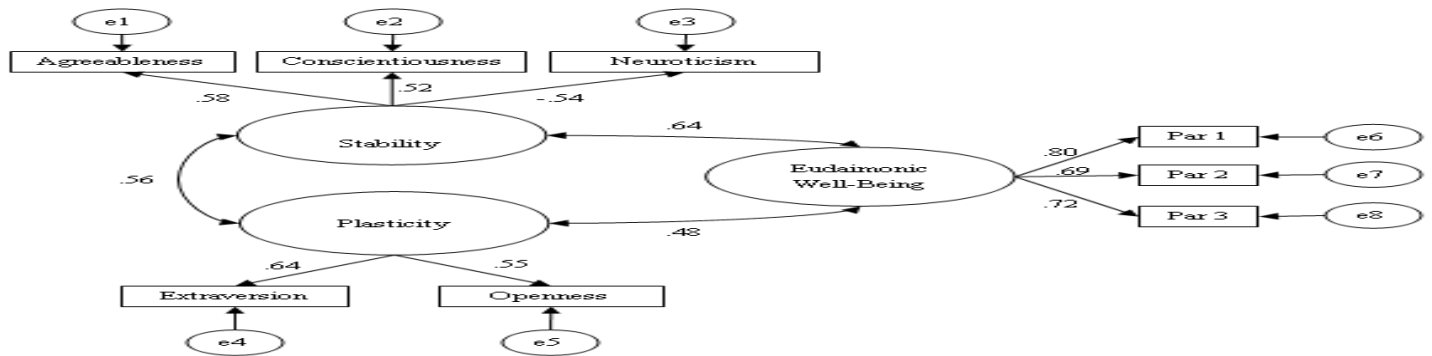 e1
e2
e3
Agreeableness
Conscientiousness
Neuroticism
.58
.52
-.54
Stability
.64
.56
Eudaimonic
Well-Being
.80
.69
.72
Par 1
e6
Par 2
e7
Par 3
e8
Plasticity
.48
.64
.55
Extraversion
Openness
e4
e5